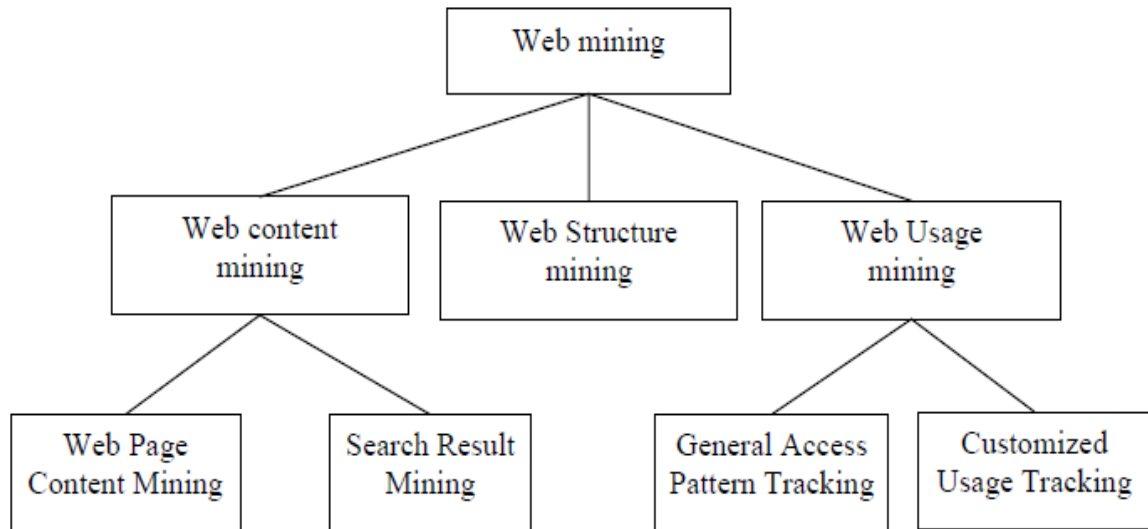 Web mining
Web content
mining
Web Structure
mining
Web Usage
mining
Web Page
Content Mining
Search Result
Mining
General Access
Pattern Tracking
Customized
Usage Tracking